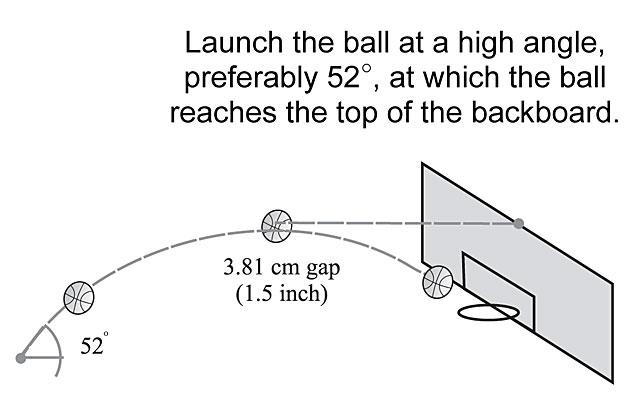 Launch the ball at a high angle,
preferably 52°, at which the ball
reaches the top of the backboard.
3.81 cm gap
(1.5 inch)
52°